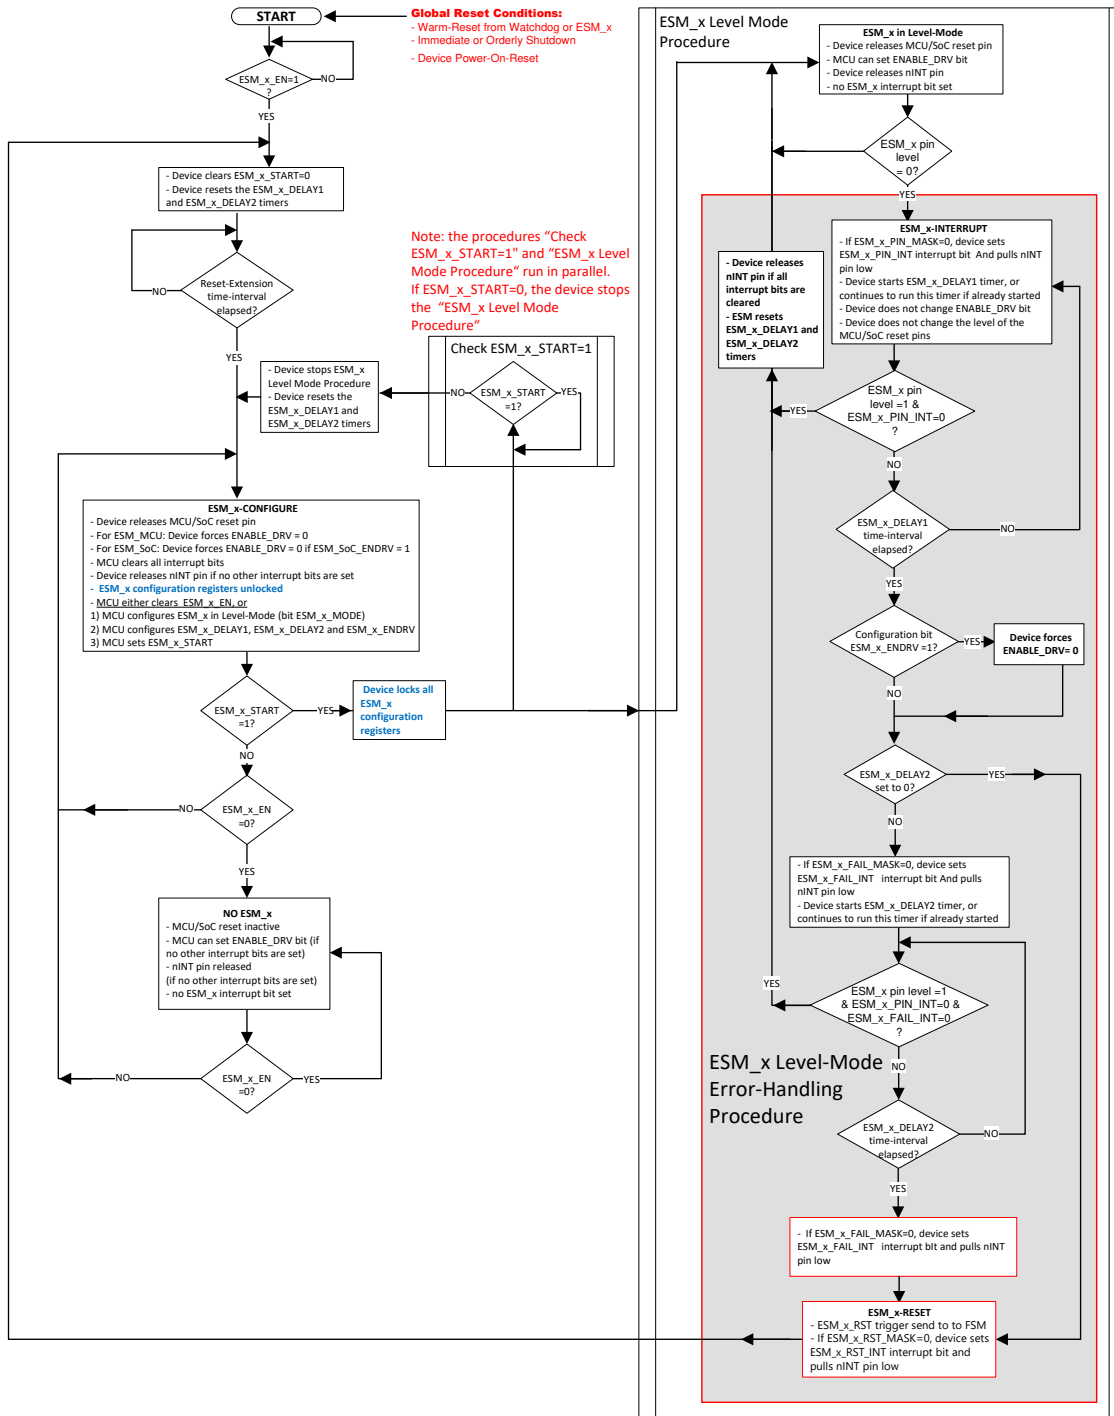 START
Global Reset Conditions:
- Warm-Reset from Watchdog or ESM_x
- Immediate or Orderly Shutdown
- Device Power-On-Reset
ESM_x_EN=1
?
NO
YES
- Device clears ESM_x_START=0
- Device resets the ESM_x_DELAY1
and ESM_x_DELAY2 timers
Reset-Extension
time-interval
elapsed?
NO
YES
Note: the procedures “Check
ESM_x_START=1" and “ESM_x Level
Mode Procedure“ run in parallel.
If ESM_x_START=0, the device stops
the “ESM_x Level Mode
Procedure“
Check ESM_x_START=1
ESM_x_START
=1?
YES
NO
- Device stops ESM_x
Level Mode Procedure
- Device resets the
ESM_x_DELAY1 and
ESM_x_DELAY2 timers
ESM_x-CONFIGURE
- Device releases MCU/SoC reset pin
- For ESM_MCU: Device forces ENABLE_DRV = 0
- For ESM_SoC: Device forces ENABLE_DRV = 0 if ESM_SoC_ENDRV = 1
- MCU clears all interrupt bits
- Device releases nINT pin if no other interrupt bits are set
- ESM_x configuration registers unlocked
- MCU either clears ESM_x_EN, or
1) MCU configures ESM_x in Level-Mode (bit ESM_x_MODE)
2) MCU configures ESM_x_DELAY1, ESM_x_DELAY2 and ESM_x_ENDRV
3) MCU sets ESM_x_START
ESM_x_START
=1?
YES
Device locks all
ESM_x
configuration
registers
NO
ESM_x_EN
=0?
NO
YES
NO ESM_x
- MCU/SoC reset inactive
- MCU can set ENABLE_DRV bit (if
no other interrupt bits are set)
- nINT pin released
(if no other interrupt bits are set)
- no ESM_x interrupt bit set
ESM_x_EN
=0?
NO
YES
ESM_x Level Mode
Procedure
ESM_x in Level-Mode
- Device releases MCU/SoC reset pin
- MCU can set ENABLE_DRV bit
- Device releases nINT pin
- no ESM_x interrupt bit set
ESM_x pin
level
= 0?
YES
ESM_x-INTERRUPT
- If ESM_x_PIN_MASK=0, device sets
ESM_x_PIN_INT interrupt bit And pulls nINT
pin low
- Device starts ESM_x_DELAY1 timer, or
continues to run this timer if already started
- Device does not change ENABLE_DRV bit
- Device does not change the level of the
MCU/SoC reset pins
- Device releases
nINT pin if all
interrupt bits are
cleared
- ESM resets
ESM_x_DELAY1 and
ESM_x_DELAY2
timers
ESM_x pin
level =1 &
ESM_x_PIN_INT=0
?
YES
NO
ESM_x_DELAY1
time-interval
elapsed?
NO
YES
Configuration bit
ESM_x_ENDRV =1?
YES
Device forces
ENABLE_DRV= 0
NO
ESM_x_DELAY2
set to 0?
YES
NO
- If ESM_x_FAIL_MASK=0, device sets
ESM_x_FAIL_INT interrupt bit And pulls
nINT pin low
- Device starts ESM_x_DELAY2 timer, or
continues to run this timer if already started
ESM_x pin level =1
& ESM_x_PIN_INT=0 &
ESM_x_FAIL_INT=0
?
YES
NO
ESM_x Level-Mode
Error-Handling
Procedure
ESM_x_DELAY2
time-interval
elapsed?
NO
YES
- If ESM_x_FAIL_MASK=0, device sets
ESM_x_FAIL_INT interrupt bIt and pulls nINT
pin low
ESM_x-RESET
- ESM_x_RST trigger send to to FSM
- If ESM_x_RST_MASK=0, device sets
ESM_x_RST_INT interrupt bit and
pulls nINT pin low